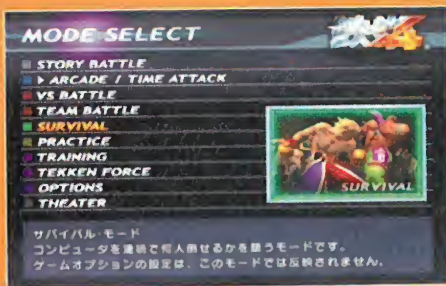 MODE SELECT
STORY BATTLE
ARCADE / TIME ATTACK
VS BATTLE
TEAM BATTLE
SURVIVAL
PRACTICE
TRAINING
TEKKEN FORCE
OPTIONS
THEATER
SURVIVAL
サバイバル・モード
コンピュータを連続で何人倒せるかを競うモードです。
ゲームオプションの設定は、このモードでは反映されません。